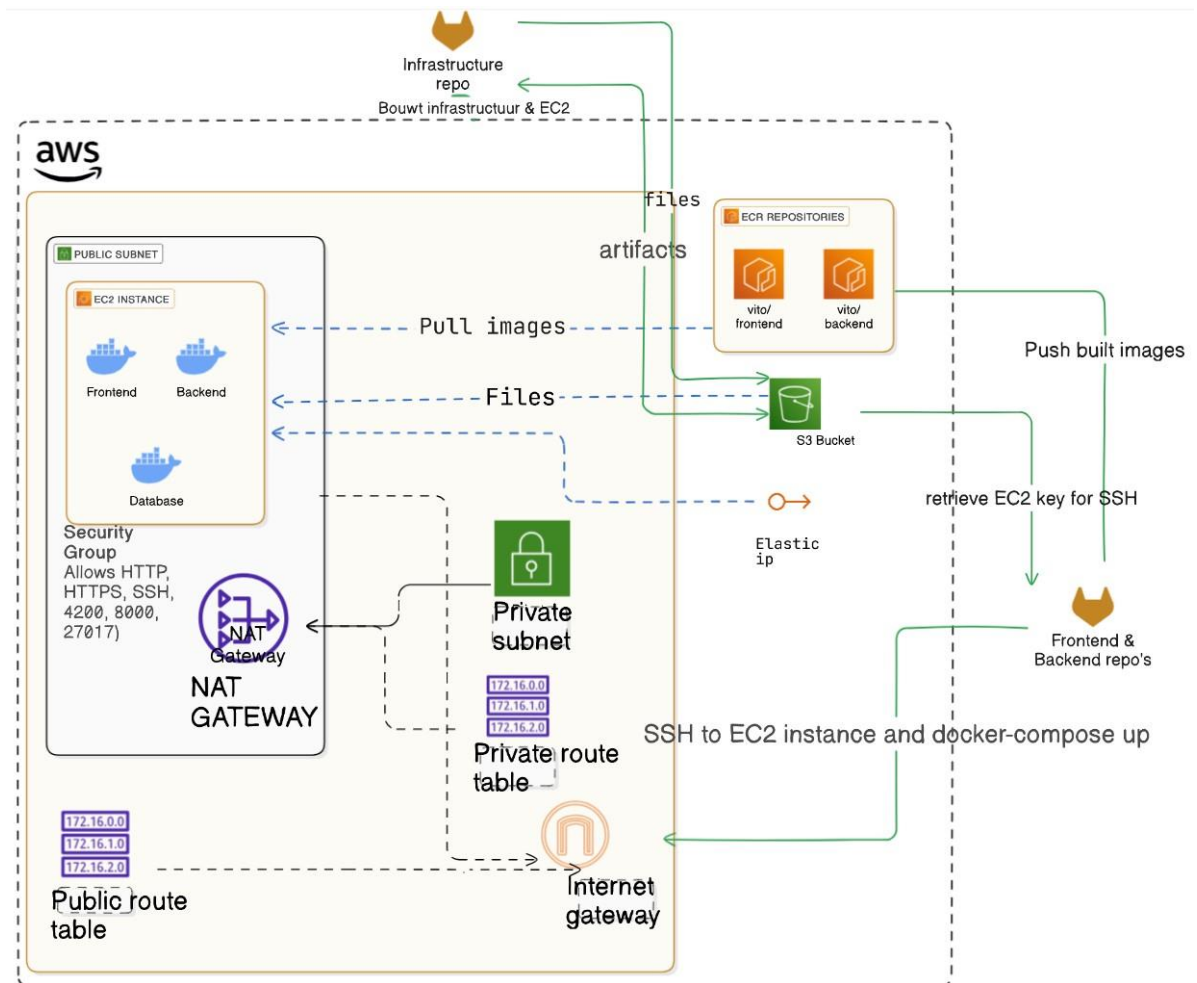 Infrastructure
repo
Bouwt infrastructuur & EC2
aws
files
artifacts
ECR REPOSITORIES
vito/
frontend
vito/
backend
PUBLIC SUBNET
EC2 INSTANCE
Frontend
Backend
Database
Pull images
Files
Push built images
S3 Bucket
retrieve EC2 key for SSH
Elastic
ip
Security
Group
Allows HTTP,
HTTPS, SSH,
4200, 8000,
27017)
NAT
Gateway
NAT
GATEWAY
Private
subnet
Frontend &
Backend repo's
172.16.0.0
172.16.1.0
172.16.2.0
Private route
table
SSH to EC2 instance and docker-compose up
172.16.0.0
172.16.1.0
172.16.2.0
Public route
table
Internet
gateway